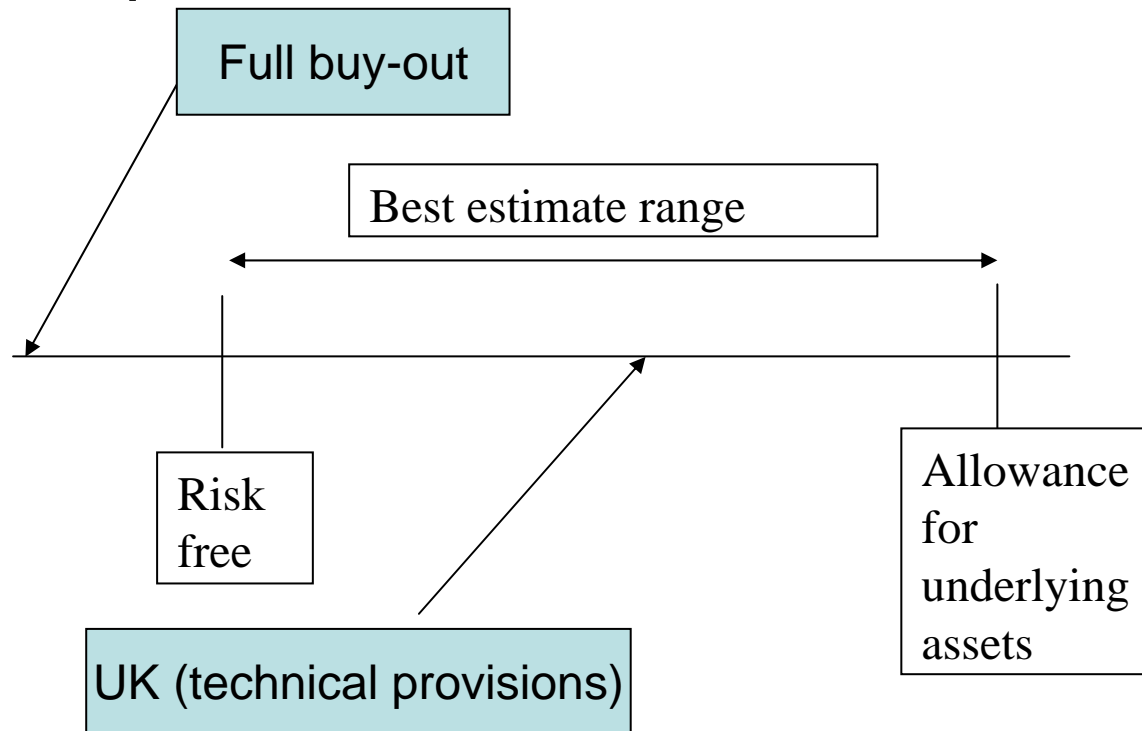 Full buy-out
Best estimate range
Risk
free
Allowance
for
underlying
assets
UK (technical provisions)